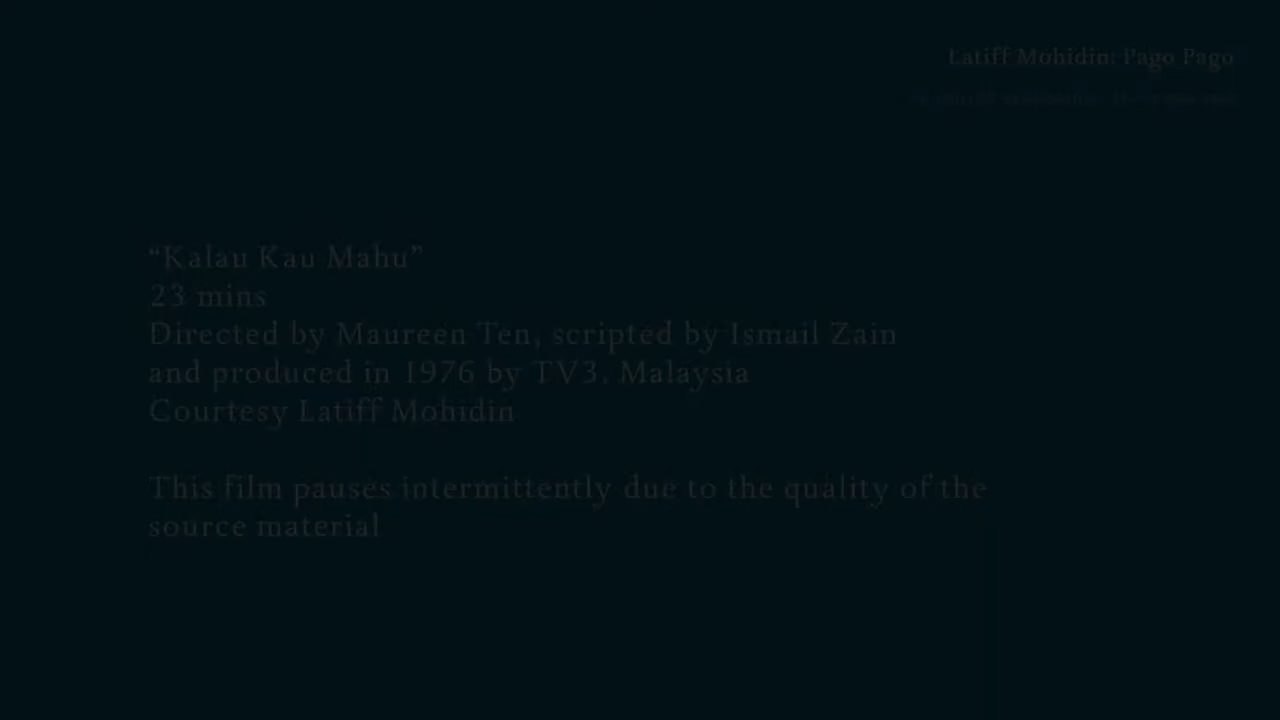 Latiff Mohidin: Pago Pago
“Kalau Kau Mahu”
23 mins
Directed by Maureen Ten, scripted by Ismail Zain
and produced in 1976 by TV3, Malaysia
Courtesy Latiff Mohidin
This film pauses intermittently due to the quality of the
source material